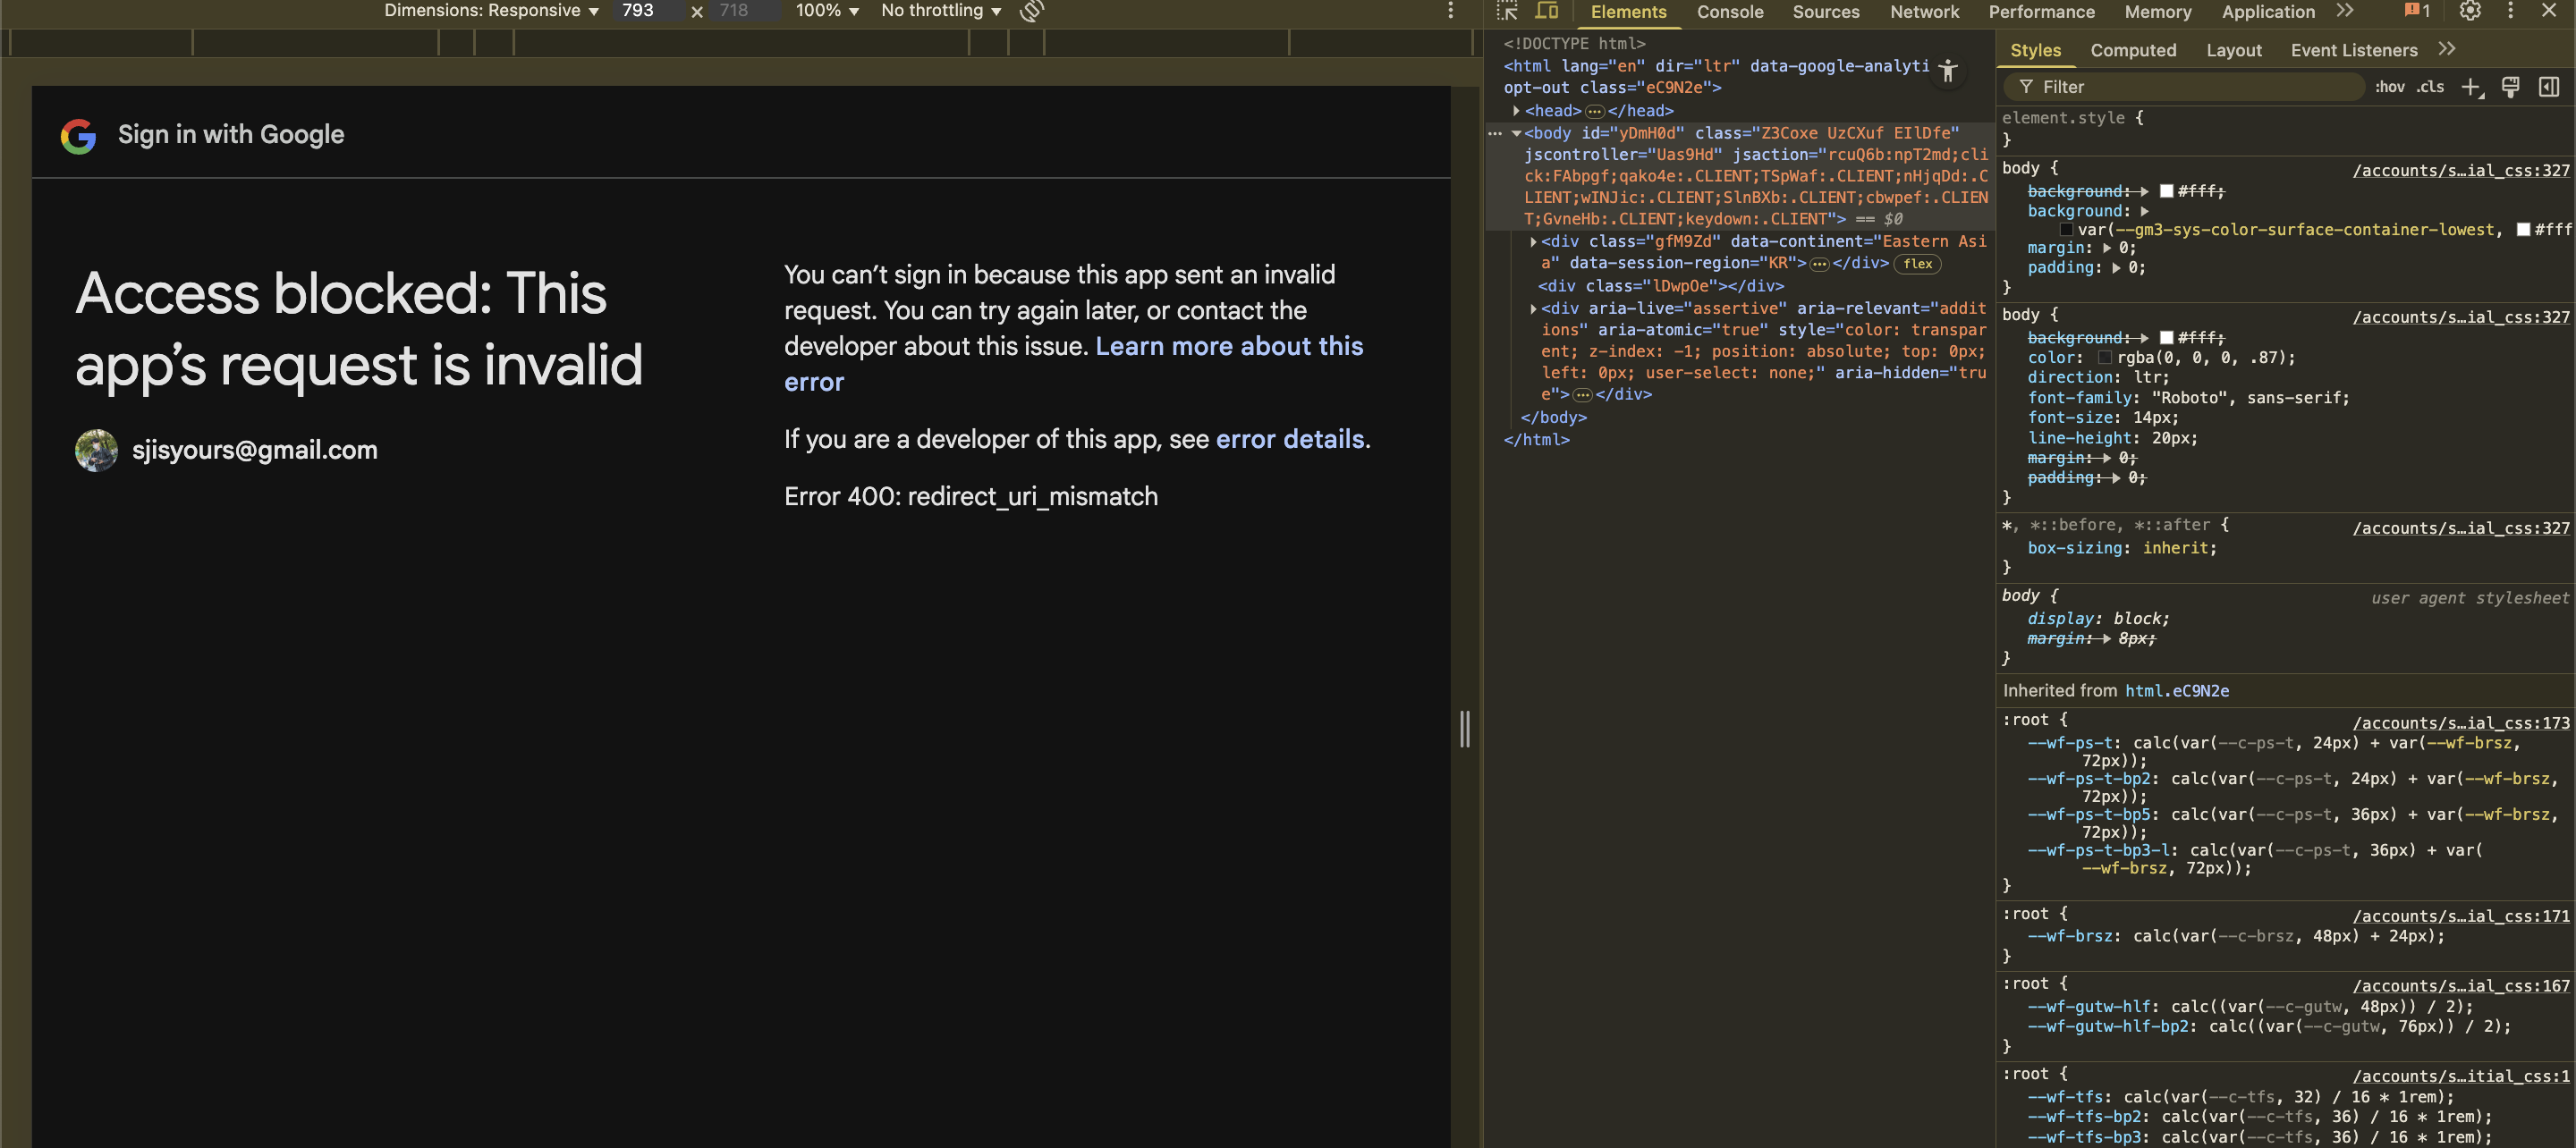 Dimensions: Responsive 793 × 718 100% No throttling
Sign in with Google
Access blocked: This
app’s request is invalid
sjisyours@gmail.com
You can’t sign in because this app sent an invalid
request. You can try again later, or contact the
developer about this issue. Learn more about this
error
If you are a developer of this app, see error details.
Error 400: redirect_uri_mismatch
Elements Console Sources Network Performance Memory Application 1
<!DOCTYPE html>
<html lang="en" dir="ltr" data-google-analyti
opt-out class="eC9N2e">
<head> ··· </head>
··· <body id="yDmH0d" class="Z3Coxe UzCXuf EIlDfe"
jscontroller="Uas9Hd" jsaction="rcuQ6b:npT2md;cli
ck:FAbpgf;qako4e:.CLIENT;TSpWaf:.CLIENT;nHjqDd:.C
LIENT;wINJic:.CLIENT;SlnBXb:.CLIENT;cbwpef:.CLIEN
T;GvneHb:.CLIENT;keydown:.CLIENT"> == $0
<div class="gfM9Zd" data-continent="Eastern Asi
a" data-session-region="KR"> ··· </div> flex
<div class="lDwpOe"></div>
<div aria-live="assertive" aria-relevant="addit
ions" aria-atomic="true" style="color: transpar
ent; z-index: -1; position: absolute; top: 0px;
left: 0px; user-select: none;" aria-hidden="tru
e"> ··· </div>
</body>
</html>
Styles Computed Layout Event Listeners
Filter :hov .cls
element.style {
}
body { /accounts/s…ial_css:327
background: #fff;
background:
var(--gm3-sys-color-surface-container-lowest, #fff
margin: 0;
padding: 0;
}
body { /accounts/s…ial_css:327
background: #fff;
color: rgba(0, 0, 0, .87);
direction: ltr;
font-family: "Roboto", sans-serif;
font-size: 14px;
line-height: 20px;
margin: 0;
padding: 0;
}
*, *::before, *::after { /accounts/s…ial_css:327
box-sizing: inherit;
}
body { user agent stylesheet
display: block;
margin: 8px;
}
Inherited from html.eC9N2e
:root { /accounts/s…ial_css:173
--wf-ps-t: calc(var(--c-ps-t, 24px) + var(--wf-brsz,
72px));
--wf-ps-t-bp2: calc(var(--c-ps-t, 24px) + var(--wf-brsz,
72px));
--wf-ps-t-bp5: calc(var(--c-ps-t, 36px) + var(--wf-brsz,
72px));
--wf-ps-t-bp3-l: calc(var(--c-ps-t, 36px) + var(
--wf-brsz, 72px));
}
:root { /accounts/s…ial_css:171
--wf-brsz: calc(var(--c-brsz, 48px) + 24px);
}
:root { /accounts/s…ial_css:167
--wf-gutw-hlf: calc((var(--c-gutw, 48px)) / 2);
--wf-gutw-hlf-bp2: calc((var(--c-gutw, 76px)) / 2);
}
:root { /accounts/s…itial_css:1
--wf-tfs: calc(var(--c-tfs, 32) / 16 * 1rem);
--wf-tfs-bp2: calc(var(--c-tfs, 36) / 16 * 1rem);
--wf-tfs-bp3: calc(var(--c-tfs, 36) / 16 * 1rem);